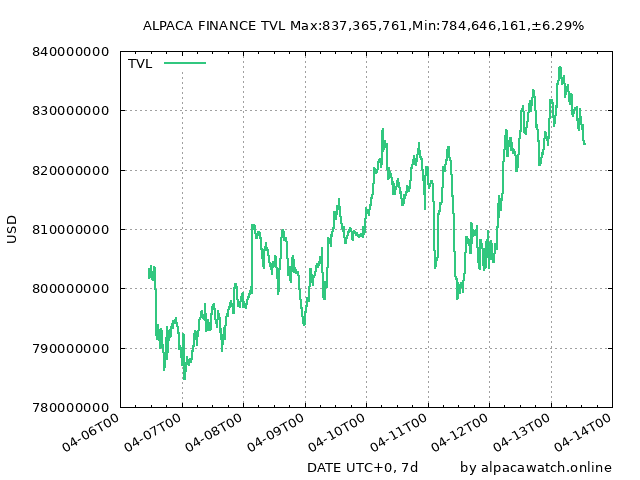 ALPACA FINANCE TVL Max:837,365,761,Min:784,646,161,±6.29%
840000000
TVL
830000000
820000000
810000000
USD
800000000
790000000
780000000
04-06T00
04-07T00
04-08T00
04-09T00
04-10T00
04-11T00
04-12T00
04-13T00
04-14T00
DATE UTC+0, 7d
by alpacawatch.online